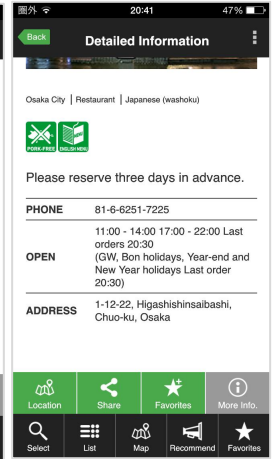 圏外 20:41 47%
Back Detailed Information
Osaka City | Restaurant | Japanese (washoku)
PORK-FREE ENGLISH MENU
Please reserve three days in advance.
PHONE 81-6-6251-7225
OPEN 11:00 - 14:00 17:00 - 22:00 Last
orders 20:30
(GW, Bon holidays, Year-end and
New Year holidays Last order
20:30)
ADDRESS 1-12-22, Higashishinsaibashi,
Chuo-ku, Osaka
Location Share Favorites More Info.
Select List Map Recommend Favorites